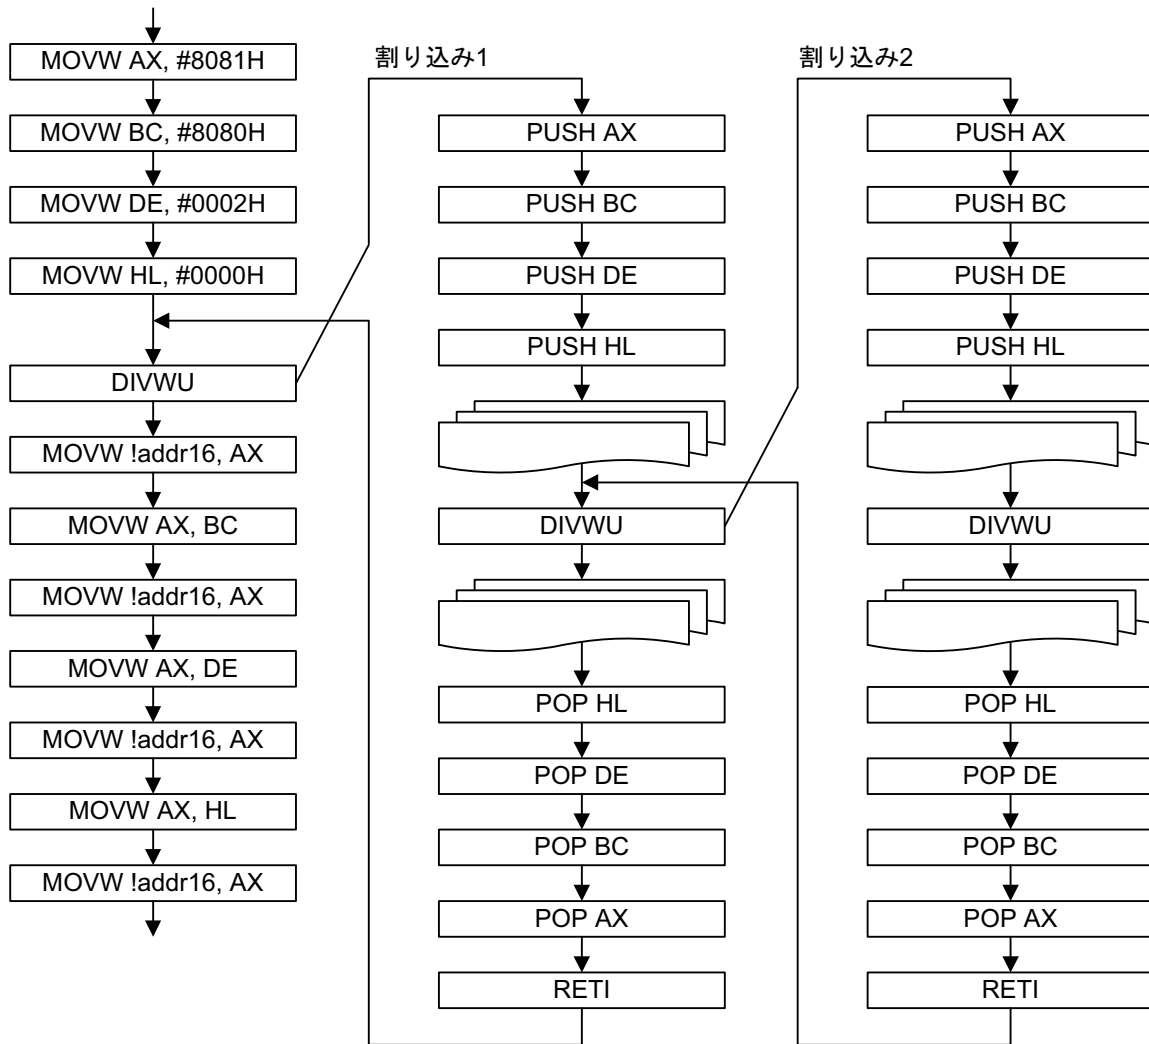 MOVW AX, #8081H
MOVW BC, #8080H
MOVW DE, #0002H
MOVW HL, #0000H
DIVWU
MOVW !addr16, AX
MOVW AX, BC
MOVW !addr16, AX
MOVW AX, DE
MOVW !addr16, AX
MOVW AX, HL
MOVW !addr16, AX
割り込み1
PUSH AX
PUSH BC
PUSH DE
PUSH HL
DIVWU
POP HL
POP DE
POP BC
POP AX
RETI
割り込み2
PUSH AX
PUSH BC
PUSH DE
PUSH HL
DIVWU
POP HL
POP DE
POP BC
POP AX
RETI